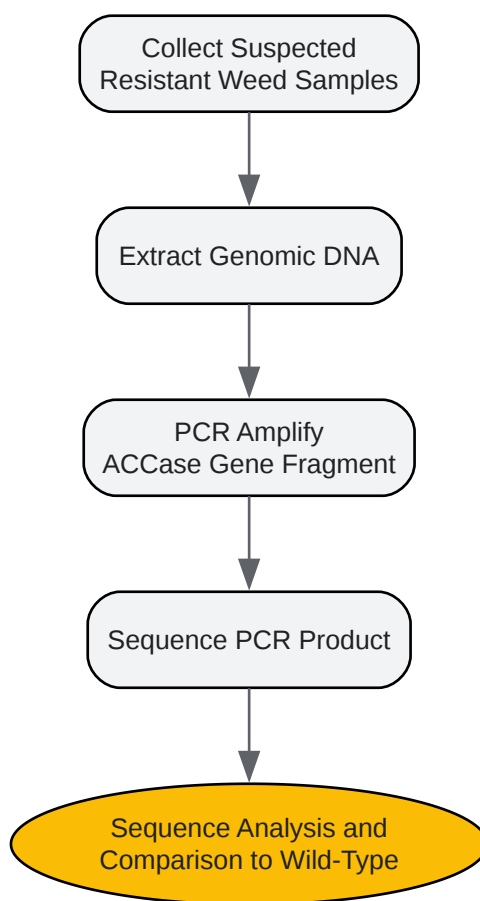 Collect Suspected
Resistant Weed Samples
Extract Genomic DNA
PCR Amplify
ACCase Gene Fragment
Sequence PCR Product
Sequence Analysis and
Comparison to Wild-Type